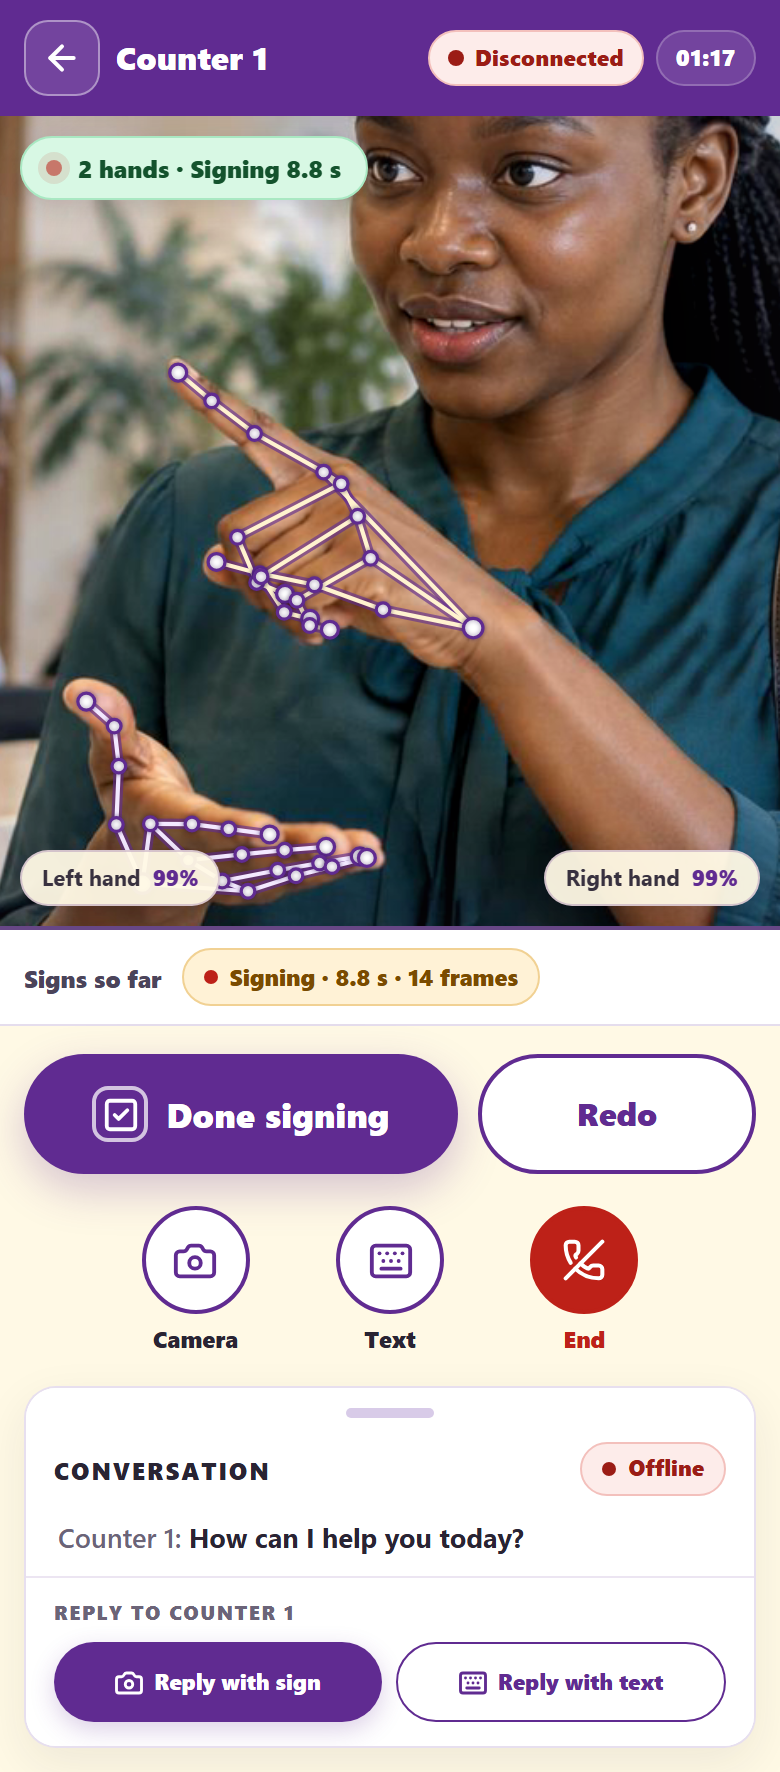 Counter 1
Disconnected
01:17
2 hands · Signing 8.8 s
Left hand 99%
Right hand 99%
Signs so far
Signing · 8.8 s · 14 frames
Done signing
Redo
Camera
Text
End
CONVERSATION
Offline
Counter 1: How can I help you today?
REPLY TO COUNTER 1
Reply with sign
Reply with text